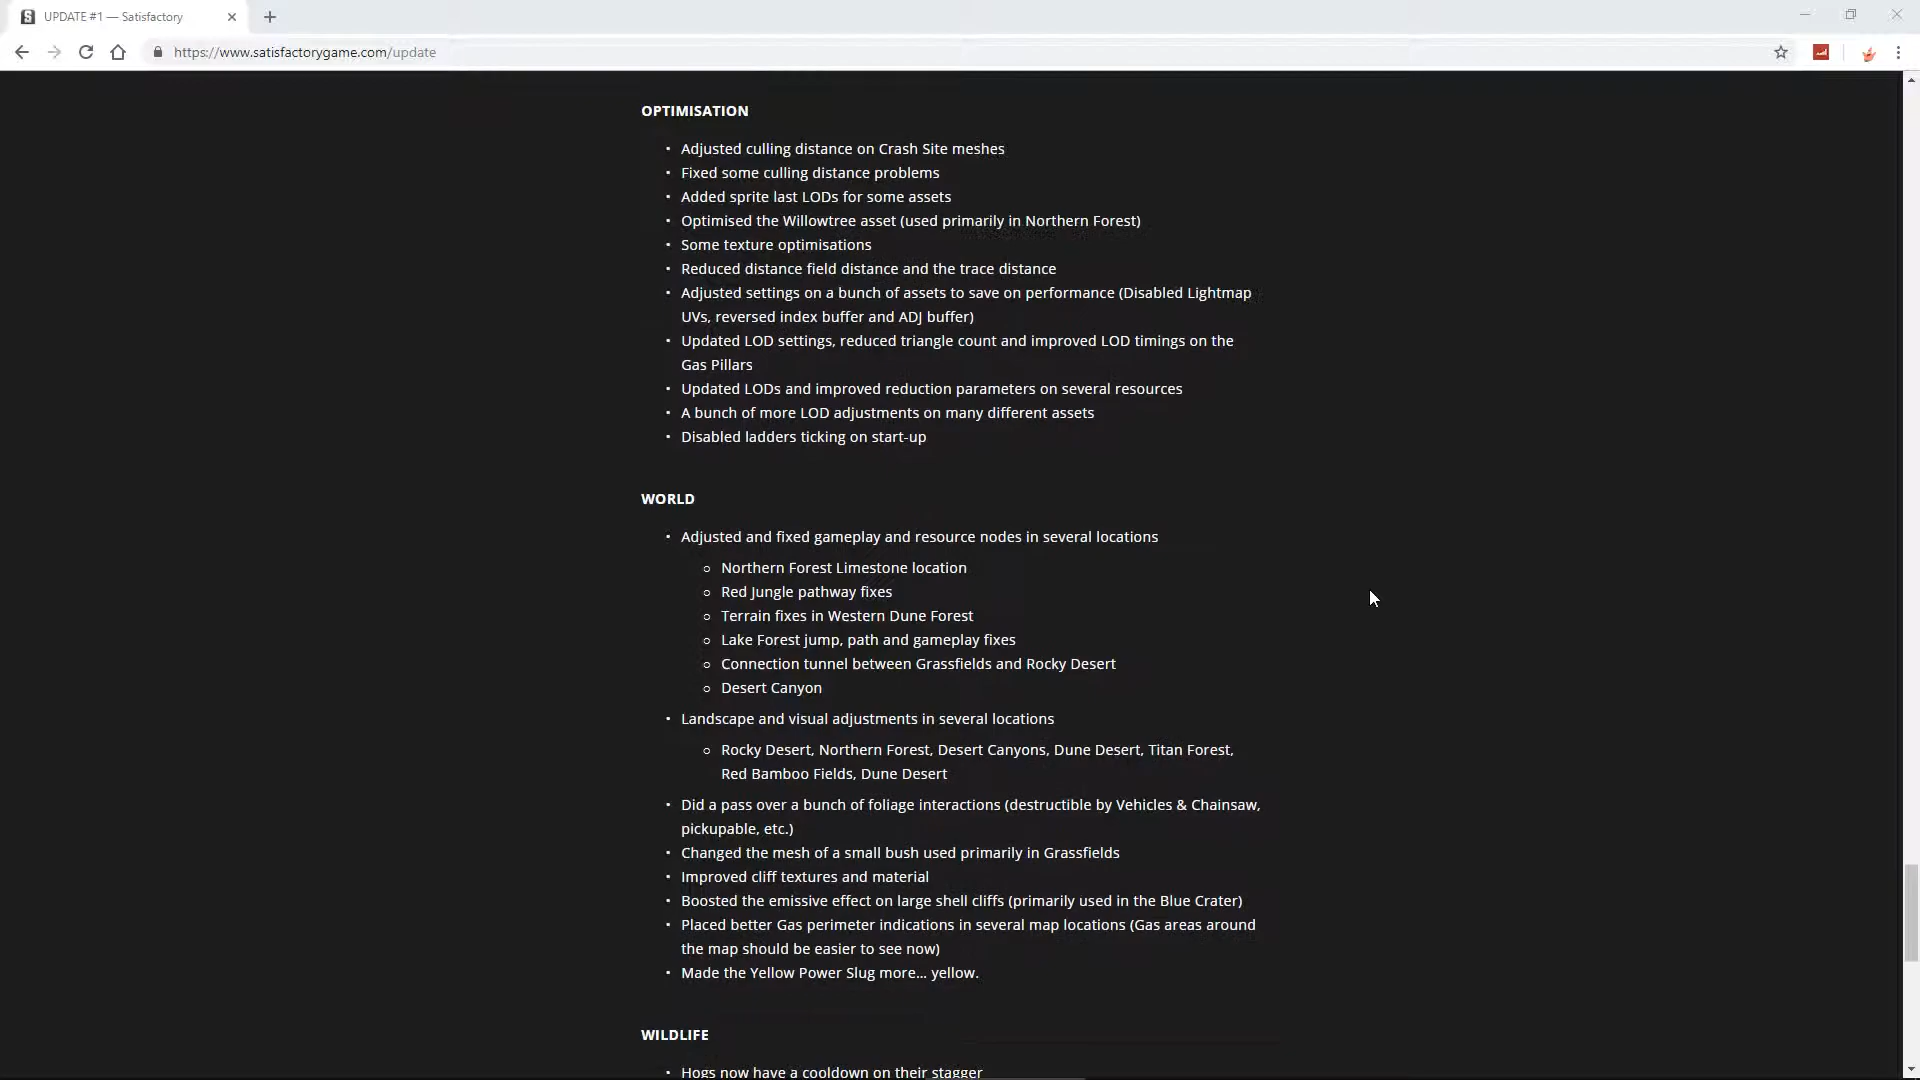 UPDATE #1 — Satisfactory
https://www.satisfactorygame.com/update
OPTIMISATION
• Adjusted culling distance on Crash Site meshes
• Fixed some culling distance problems
• Added sprite last LODs for some assets
• Optimised the Willowtree asset (used primarily in Northern Forest)
• Some texture optimisations
• Reduced distance field distance and the trace distance
• Adjusted settings on a bunch of assets to save on performance (Disabled Lightmap
UVs, reversed index buffer and ADJ buffer)
• Updated LOD settings, reduced triangle count and improved LOD timings on the
Gas Pillars
• Updated LODs and improved reduction parameters on several resources
• A bunch of more LOD adjustments on many different assets
• Disabled ladders ticking on start-up
WORLD
• Adjusted and fixed gameplay and resource nodes in several locations
○ Northern Forest Limestone location
○ Red Jungle pathway fixes
○ Terrain fixes in Western Dune Forest
○ Lake Forest jump, path and gameplay fixes
○ Connection tunnel between Grassfields and Rocky Desert
○ Desert Canyon
• Landscape and visual adjustments in several locations
○ Rocky Desert, Northern Forest, Desert Canyons, Dune Desert, Titan Forest,
Red Bamboo Fields, Dune Desert
• Did a pass over a bunch of foliage interactions (destructible by Vehicles & Chainsaw,
pickupable, etc.)
• Changed the mesh of a small bush used primarily in Grassfields
• Improved cliff textures and material
• Boosted the emissive effect on large shell cliffs (primarily used in the Blue Crater)
• Placed better Gas perimeter indications in several map locations (Gas areas around
the map should be easier to see now)
• Made the Yellow Power Slug more... yellow.
WILDLIFE
• Hogs now have a cooldown on their stagger